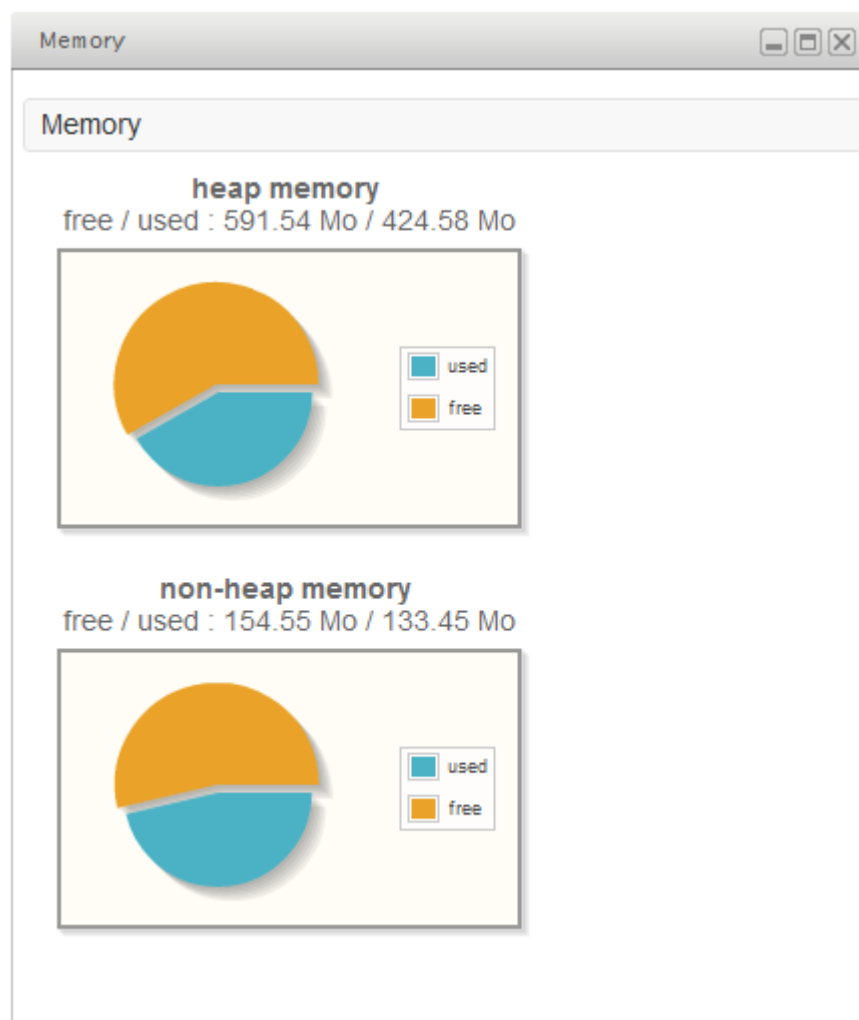 Memory
Memory
heap memory
free / used : 591.54 Mo / 424.58 Mo
used
free
non-heap memory
free / used : 154.55 Mo / 133.45 Mo
used
free